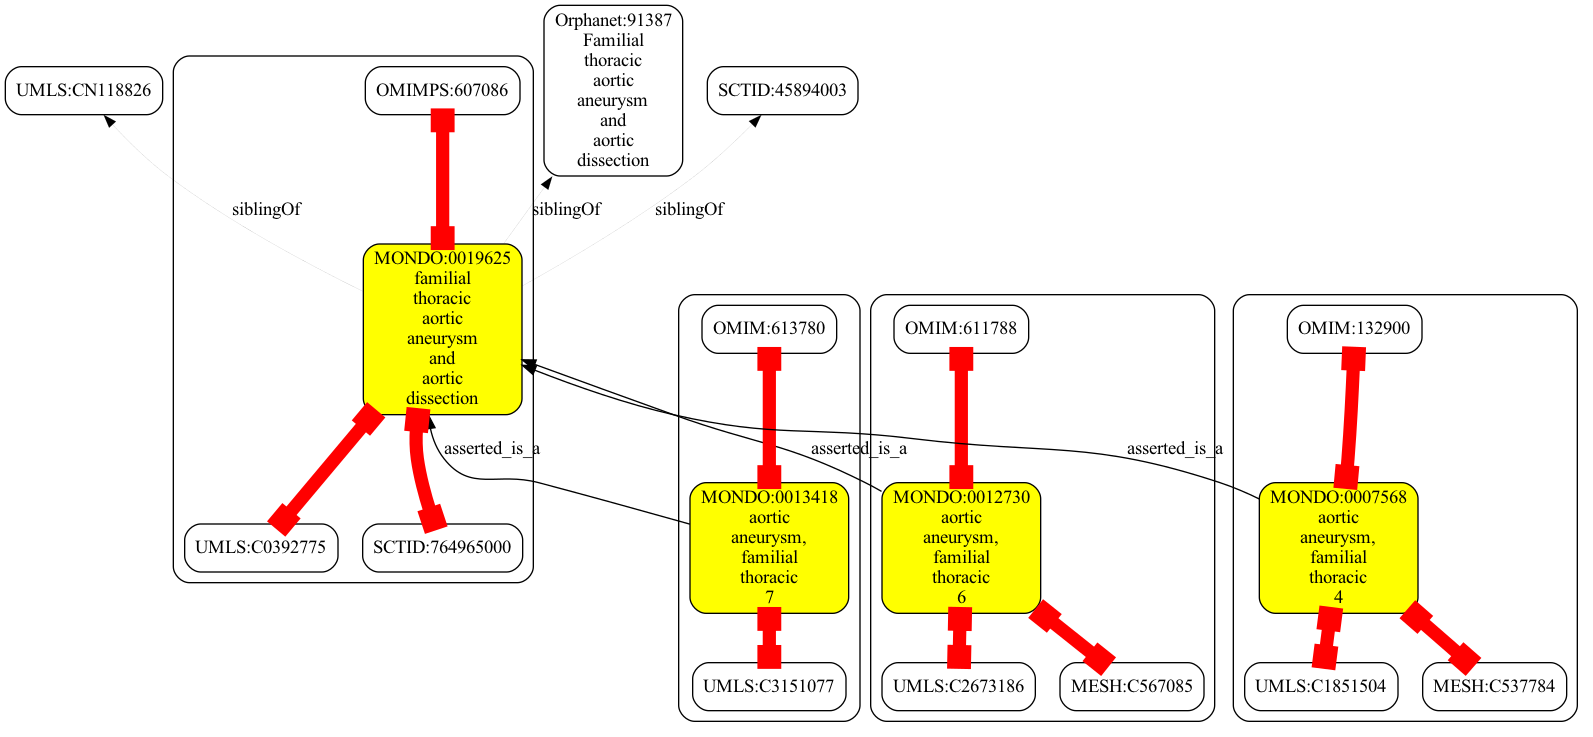 UMLS:CN118826
OMIMPS:607086
Orphanet:91387
Familial
thoracic
aortic
aneurysm
and
aortic
dissection
SCTID:45894003
siblingOf
siblingOf
siblingOf
MONDO:0019625
familial
thoracic
aortic
aneurysm
and
aortic
dissection
OMIM:613780
OMIM:611788
OMIM:132900
asserted_is_a
asserted_is_a
asserted_is_a
UMLS:C0392775
SCTID:764965000
MONDO:0013418
aortic
aneurysm,
familial
thoracic
7
MONDO:0012730
aortic
aneurysm,
familial
thoracic
6
MONDO:0007568
aortic
aneurysm,
familial
thoracic
4
UMLS:C3151077
UMLS:C2673186
MESH:C567085
UMLS:C1851504
MESH:C537784